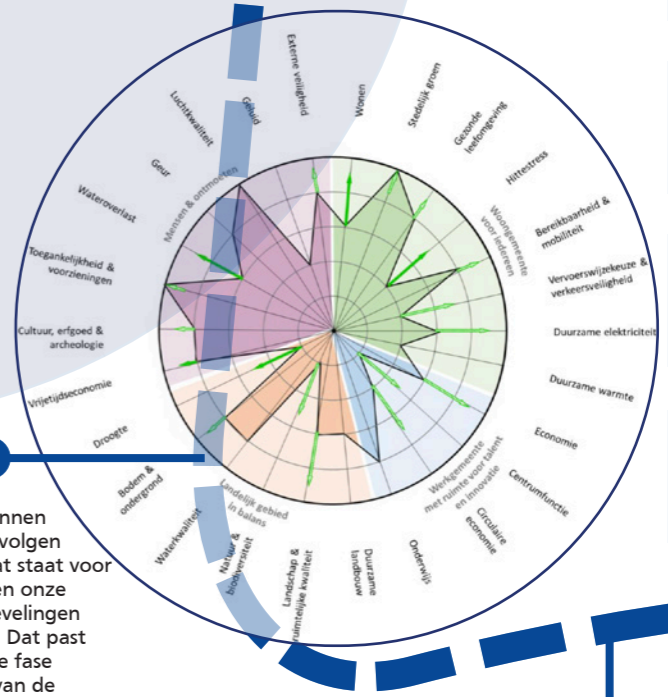 Externe veiligheid
Wonen
Stedelijk groen
Gezonde
leefomgeving
Hittestress
Bereikbaarheid &
mobiliteit
Vervoerswijzekeuze &
verkeersveiligheid
Duurzame elektriciteit
Duurzame warmte
Economie
Centrumfunctie
Circulaire
economie
Onderwijs
Duurzame
landbouw
Landschap &
ruimtelijke kwaliteit
Natuur &
biodiversiteit
Waterkwaliteit
Bodem &
ondergrond
Droogte
Vrijetijdseconomie
Cultuur, erfgoed &
archeologie
Toegankelijkheid &
voorzieningen
Wateroverlast
Geur
Luchtkwaliteit
Geluid
Mensen & ontmoeten
Woongemeente
voor iedereen
Werkgemeente
met ruimte voor talent
en innovatie
Landelijk gebied
in balans
nnen
volgen
at staat voor
en onze
evelingen
Dat past
e fase
van de